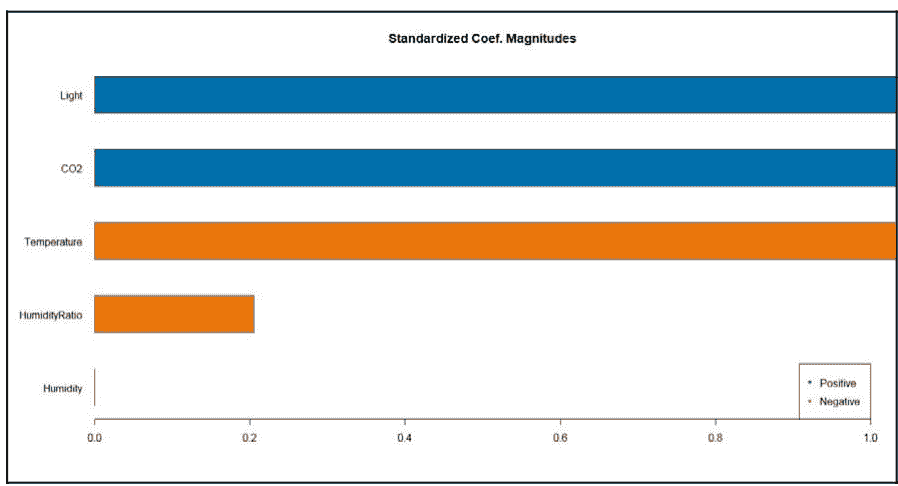 Standardized Coef. Magnitudes
Light
CO2
Temperature
HumidityRatio
Humidity
Positive
Negative
0.0 0.2 0.4 0.6 0.8 1.0